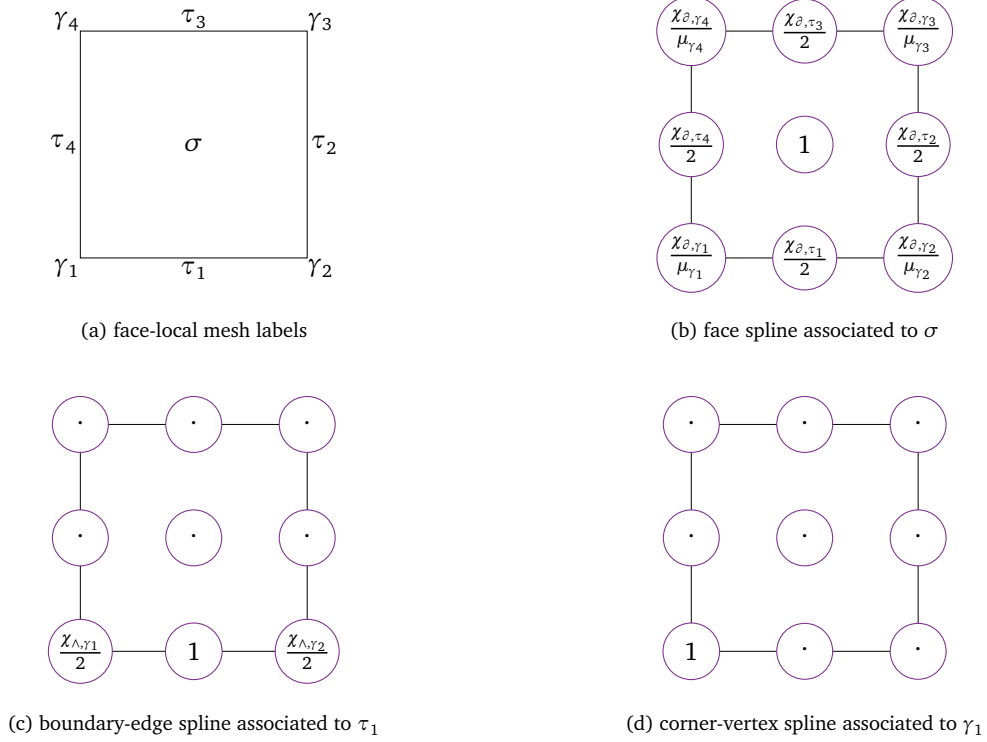 γ₄ τ₃ γ₃
τ₄ σ τ₂
γ₁ τ₁ γ₂
(a) face-local mesh labels
χ∂,γ₄/μγ₄ χ∂,τ₃/2 χ∂,γ₃/μγ₃
χ∂,τ₄/2 1 χ∂,τ₂/2
χ∂,γ₁/μγ₁ χ∂,τ₁/2 χ∂,γ₂/μγ₂
(b) face spline associated to σ
· · ·
· · ·
χ∧,γ₁/2 1 χ∧,γ₂/2
(c) boundary-edge spline associated to τ₁
· · ·
· · ·
1 · ·
(d) corner-vertex spline associated to γ₁